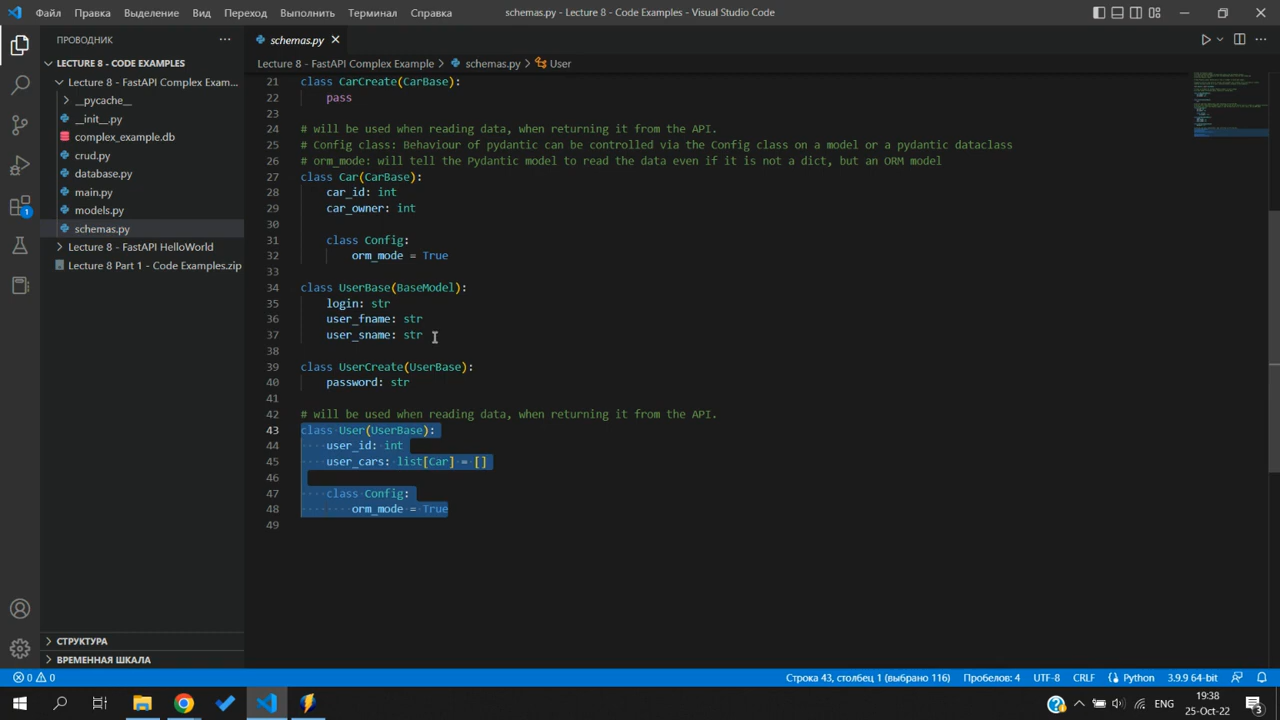 Файл Правка Выделение Вид Переход Выполнить Терминал Справка schemas.py - Lecture 8 - Code Examples - Visual Studio Code
ПРОВОДНИК
schemas.py
LECTURE 8 - CODE EXAMPLES
Lecture 8 - FastAPI Complex Exam...
__pycache__
__init__.py
complex_example.db
crud.py
database.py
main.py
models.py
schemas.py
Lecture 8 - FastAPI HelloWorld
Lecture 8 Part 1 - Code Examples.zip
СТРУКТУРА
ВРЕМЕННАЯ ШКАЛА
1
Lecture 8 - FastAPI Complex Example > schemas.py > User
21 class CarCreate(CarBase):
22 pass
23
24 # will be used when reading data, when returning it from the API.
25 # Config class: Behaviour of pydantic can be controlled via the Config class on a model or a pydantic dataclass
26 # orm_mode: will tell the Pydantic model to read the data even if it is not a dict, but an ORM model
27 class Car(CarBase):
28 car_id: int
29 car_owner: int
30
31 class Config:
32 orm_mode = True
33
34 class UserBase(BaseModel):
35 login: str
36 user_fname: str
37 user_sname: str
38
39 class UserCreate(UserBase):
40 password: str
41
42 # will be used when reading data, when returning it from the API.
43 class User(UserBase):
44 user_id: int
45 user_cars: list[Car] = []
46
47 class Config:
48 orm_mode = True
49
0 0 Строка 43, столбец 1 (выбрано 116) Пробелов: 4 UTF-8 CRLF Python 3.9.9 64-bit
ENG 19:38
25-Oct-22 3